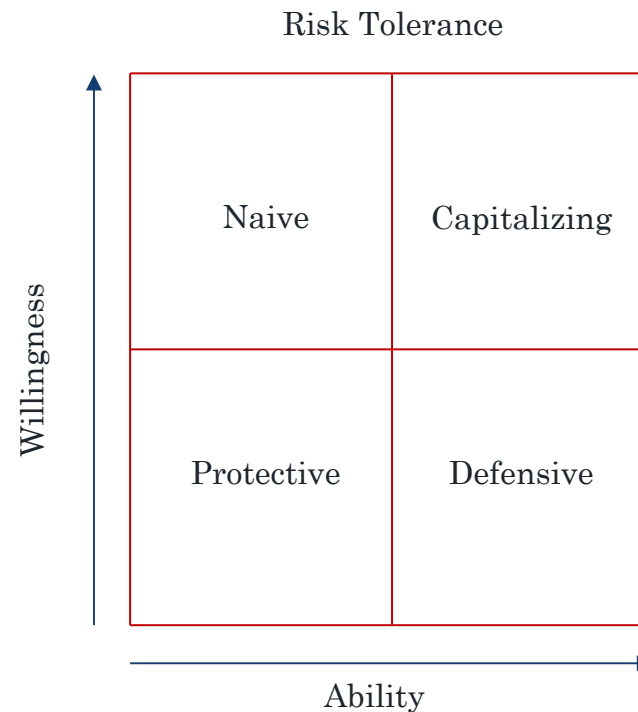 Risk Tolerance
Naive
Capitalizing
Willingness
Protective
Defensive
Ability